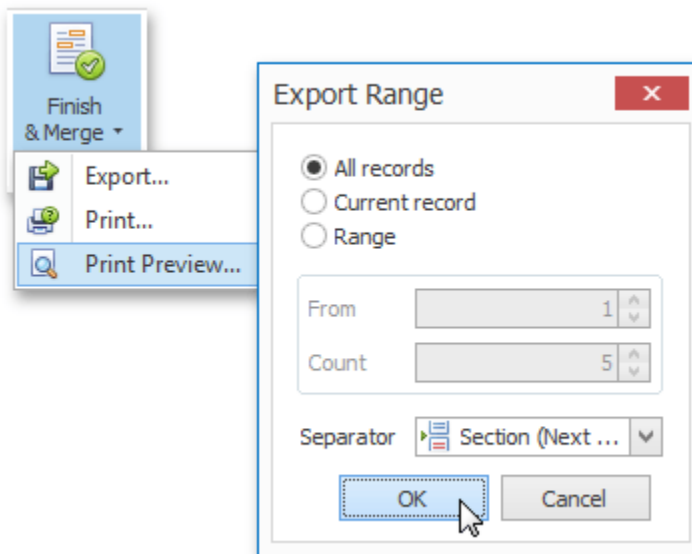 Finish
& Merge
Export...
Print...
Print Preview...
Export Range
All records
Current record
Range
From 1
Count 5
Separator Section (Next ...
OK Cancel